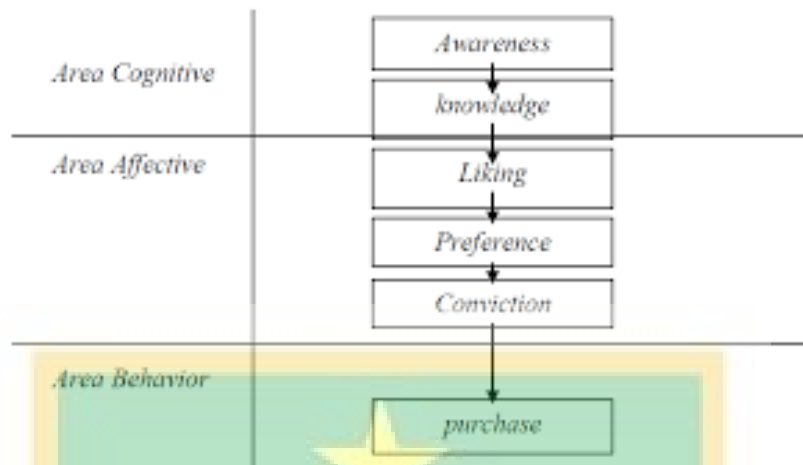 Awareness
Area Cognitive
knowledge
Area Affective
Liking
Preference
Conviction
Area Behavior
purchase